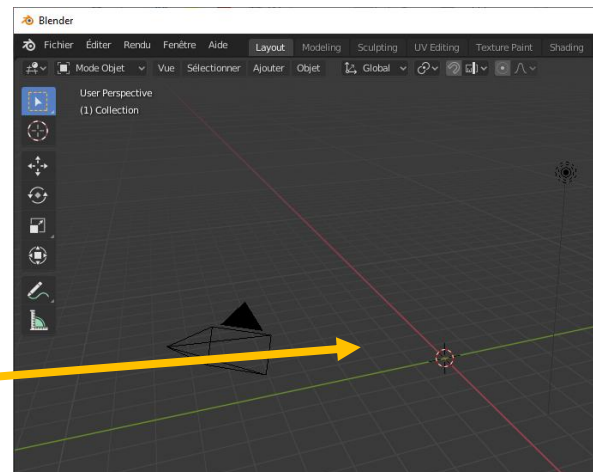 Blender
Fichier Éditer Rendu Fenêtre Aide Layout Modeling Sculpting UV Editing Texture Paint Shading
Mode Objet Vue Sélectionner Ajouter Objet Global
User Perspective
(1) Collection